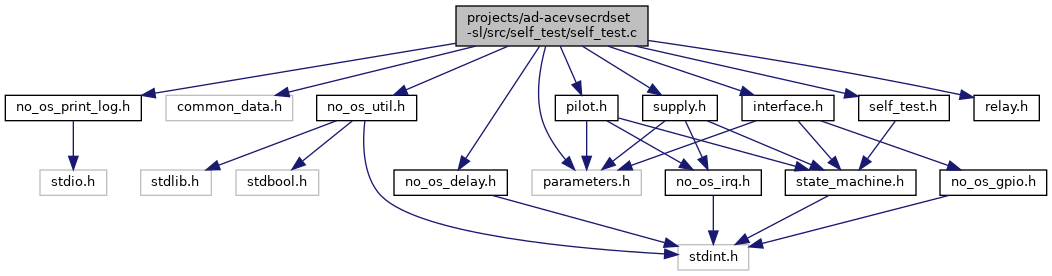 projects/ad-acevsecrdset
-sl/src/self_test/self_test.c
no_os_print_log.h
common_data.h
no_os_util.h
pilot.h
supply.h
interface.h
self_test.h
relay.h
stdio.h
stdlib.h
stdbool.h
no_os_delay.h
parameters.h
no_os_irq.h
state_machine.h
no_os_gpio.h
stdint.h